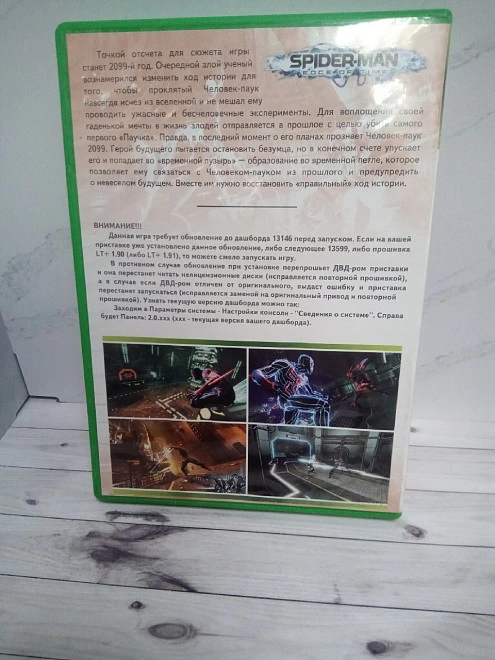 Точкой отсчета для сюжета игры
станет 2099-й год. Очередной злой ученый
вознамерился изменить ход истории для
того, чтобы проклятый Человек-паук
навсегда исчез из вселенной и не мешал ему
проводить ужасные и бесчеловечные эксперименты. Для воплощения своей
гаденькой мечты в жизнь злодей отправляется в прошлое с целью убить самого
первого «Паучка». Правда, в последний момент о его планах прознает Человек-паук
2099. Герой будущего пытается остановить безумца, но в конечном счете упускает
его и попадает во «временной пузырь» — образование во временной петле, которое
позволяет ему связаться с Человеком-пауком из прошлого и предупредить
о невеселом будущем. Вместе им нужно восстановить «правильный» ход истории.
SPIDER-MAN
EDGE OF TIME
ВНИМАНИЕ!!!
Данная игра требует обновление до дашборда 13146 перед запуском. Если на вашей
приставке уже установлено данное обновление, либо следующее 13599, либо прошивка
LT+ 1.90 (либо LT+ 1.91), то можете смело запускать игру.
В противном случае обновление при установке перепрошьет ДВД-ром приставки
и она перестанет читать нелицензионные диски (исправляется повторной прошивкой),
а в случае если ДВД-ром отличен от оригинального, выдаст ошибку и приставка
перестанет запускаться (исправляется заменой на оригинальный привод и повторной
прошивкой). Узнать текущую версию дашборда можно так:
Заходим в Параметры системы - Настройки консоли - "Сведения о системе". Справа
будет Панель: 2.0.xxx (xxx - текущая версия вашего дашборда).